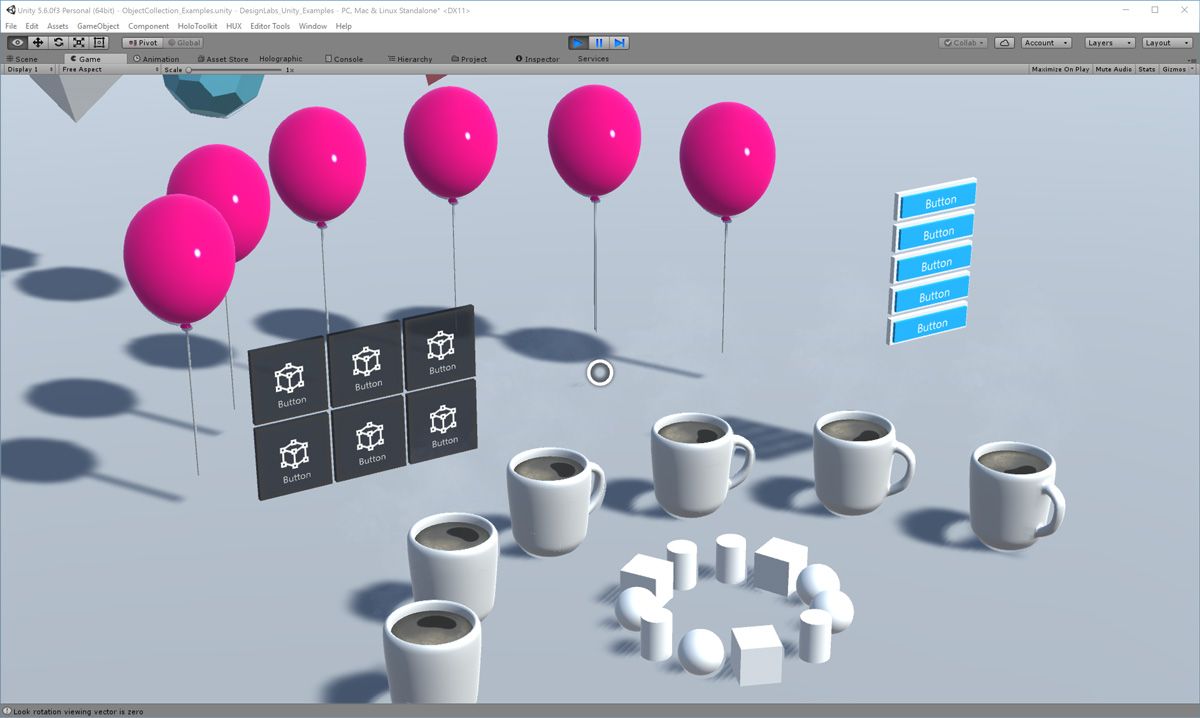 Unity 5.6.0f3 Personal (64bit) - ObjectCollection_Examples.unity - DesignLabs_Unity_Examples - PC, Mac & Linux Standalone* <DX11>
File Edit Assets GameObject Component HoloToolkit HUX Editor Tools Window Help
Pivot Global Collab Account Layers Layout
Scene Game Animation Asset Store Holographic Console Hierarchy Project Inspector Services
Display 1 Free Aspect Scale 1x Maximize On Play Mute Audio Stats Gizmos
Button
Button
Button
Button
Button
Button
Button
Button
Button
Button
Button
Look rotation viewing vector is zero